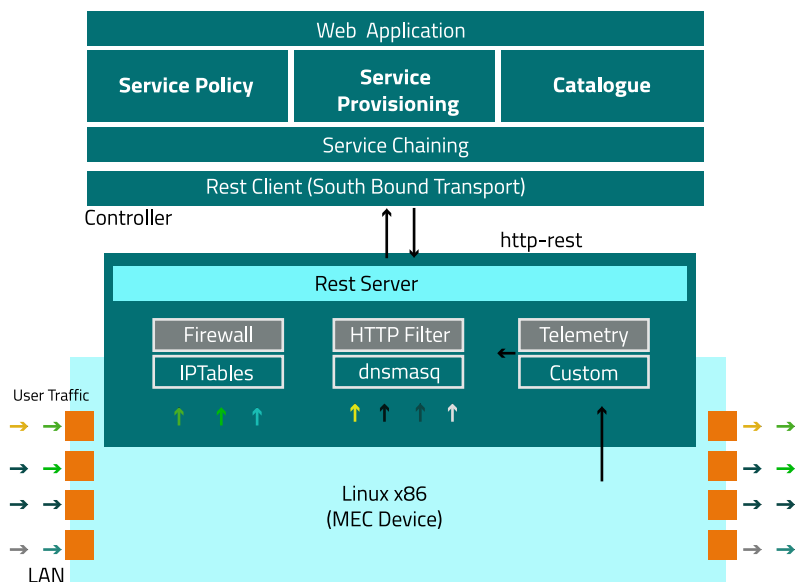 Web Application
Service Policy
Service
Provisioning
Catalogue
Service Chaining
Rest Client (South Bound Transport)
Controller
http-rest
Rest Server
Firewall
HTTP Filter
Telemetry
IPTables
dnsmasq
Custom
User Traffic
Linux x86
(MEC Device)
LAN